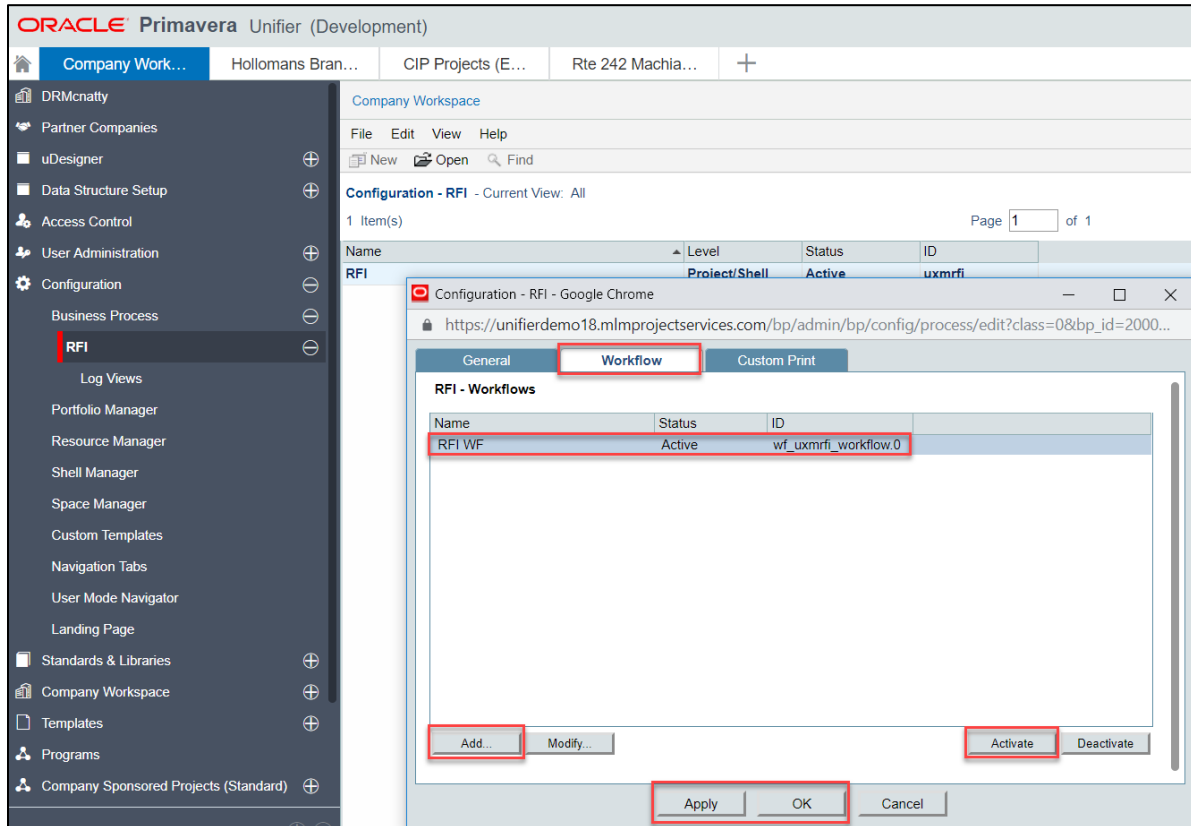 ORACLE Primavera Unifier (Development)
Company Work... Hollomans Bran... CIP Projects (E... Rte 242 Machia...
DRMcnatty
Partner Companies
uDesigner
Data Structure Setup
Access Control
User Administration
Configuration
Business Process
RFI
Log Views
Portfolio Manager
Resource Manager
Shell Manager
Space Manager
Custom Templates
Navigation Tabs
User Mode Navigator
Landing Page
Standards & Libraries
Company Workspace
Templates
Programs
Company Sponsored Projects (Standard)
Company Workspace
File Edit View Help
New Open Find
Configuration - RFI - Current View: All
1 Item(s) Page 1 of 1
Name Level Status ID
RFI Project/Shell Active uxmrfi
Configuration - RFI - Google Chrome
https://unifierdemo18.mlmprojectservices.com/bp/admin/bp/config/process/edit?class=0&bp_id=2000...
General Workflow Custom Print
RFI - Workflows
Name Status ID
RFI WF Active wf_uxmrfi_workflow.0
Add... Modify... Activate Deactivate
Apply OK Cancel